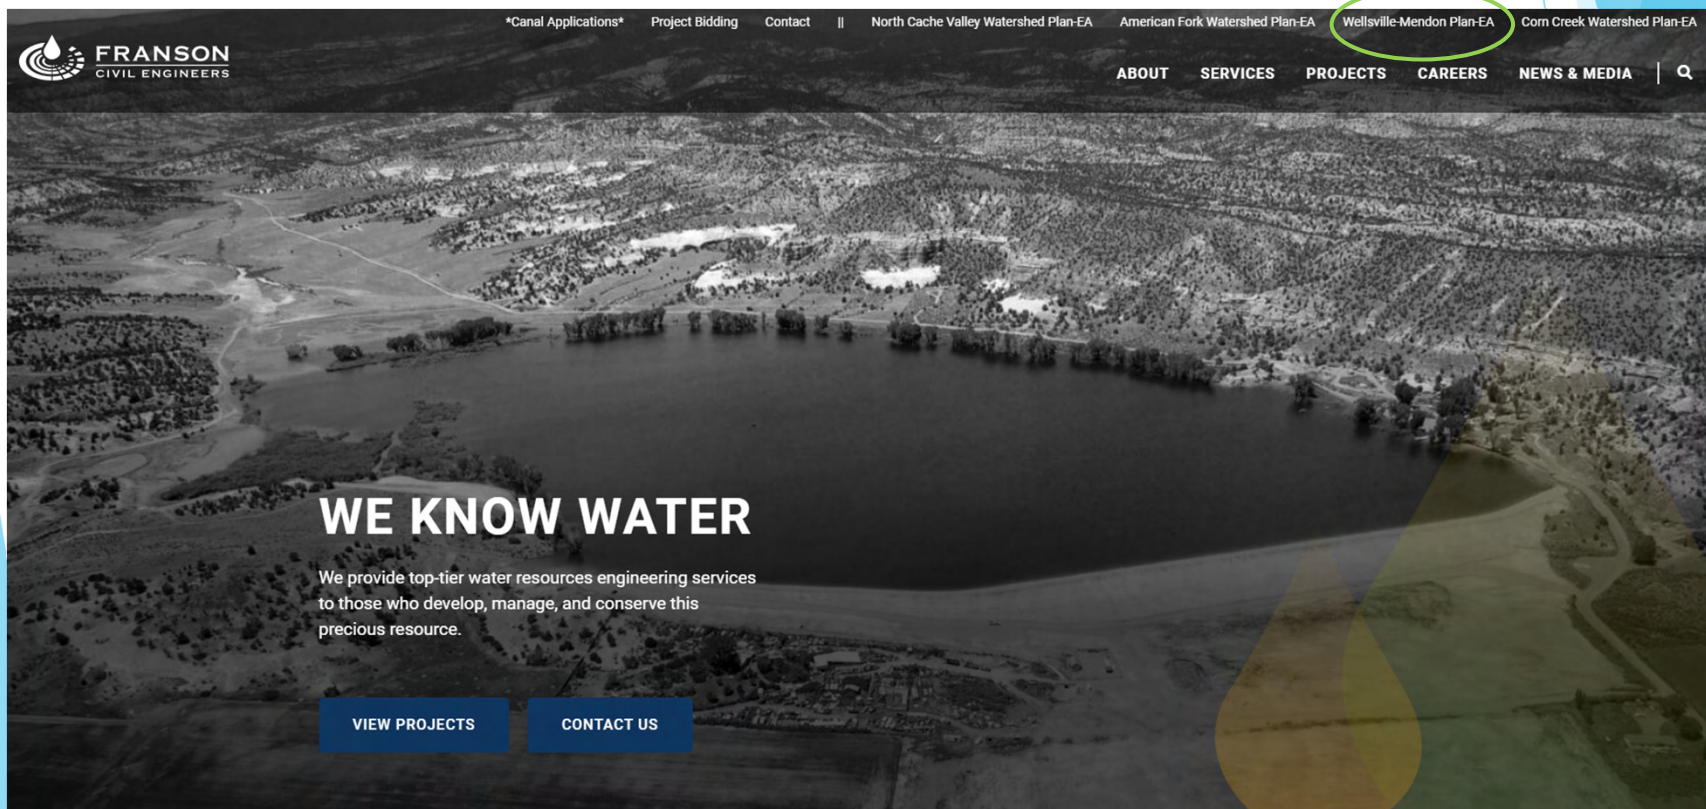 *Canal Applications* Project Bidding Contact || North Cache Valley Watershed Plan-EA American Fork Watershed Plan-EA Wellsville-Mendon Plan-EA Corn Creek Watershed Plan-EA
FRANSON
CIVIL ENGINEERS
ABOUT SERVICES PROJECTS CAREERS NEWS & MEDIA
WE KNOW WATER
We provide top-tier water resources engineering services
to those who develop, manage, and conserve this
precious resource.
VIEW PROJECTS CONTACT US